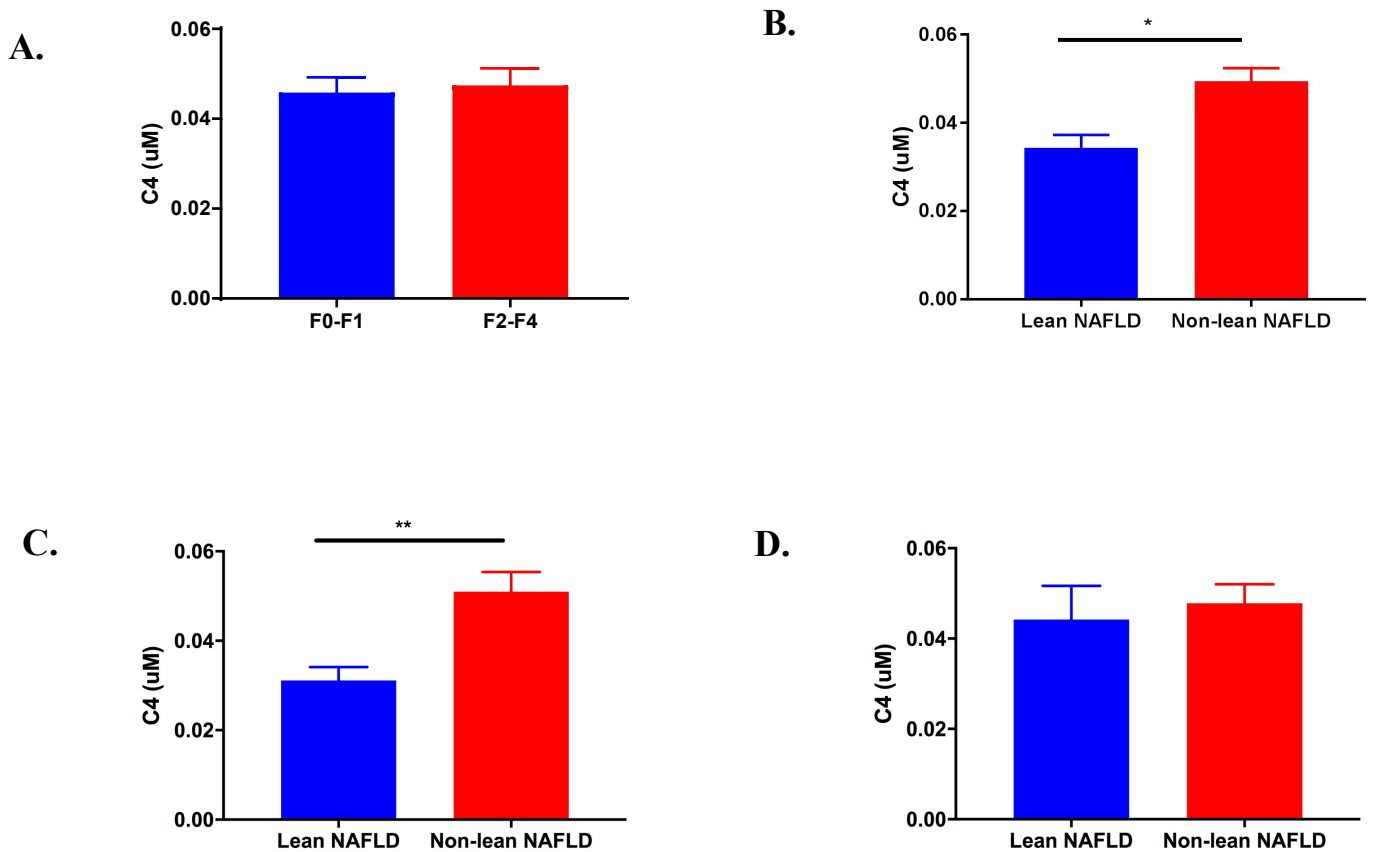 A.
0.06
0.04
0.02
0.00
C4 (uM)
F0-F1
F2-F4
B.
*
0.06
0.04
0.02
0.00
C4 (uM)
Lean NAFLD
Non-lean NAFLD
C.
**
0.06
0.04
0.02
0.00
C4 (uM)
Lean NAFLD
Non-lean NAFLD
D.
0.06
0.04
0.02
0.00
C4 (uM)
Lean NAFLD
Non-lean NAFLD